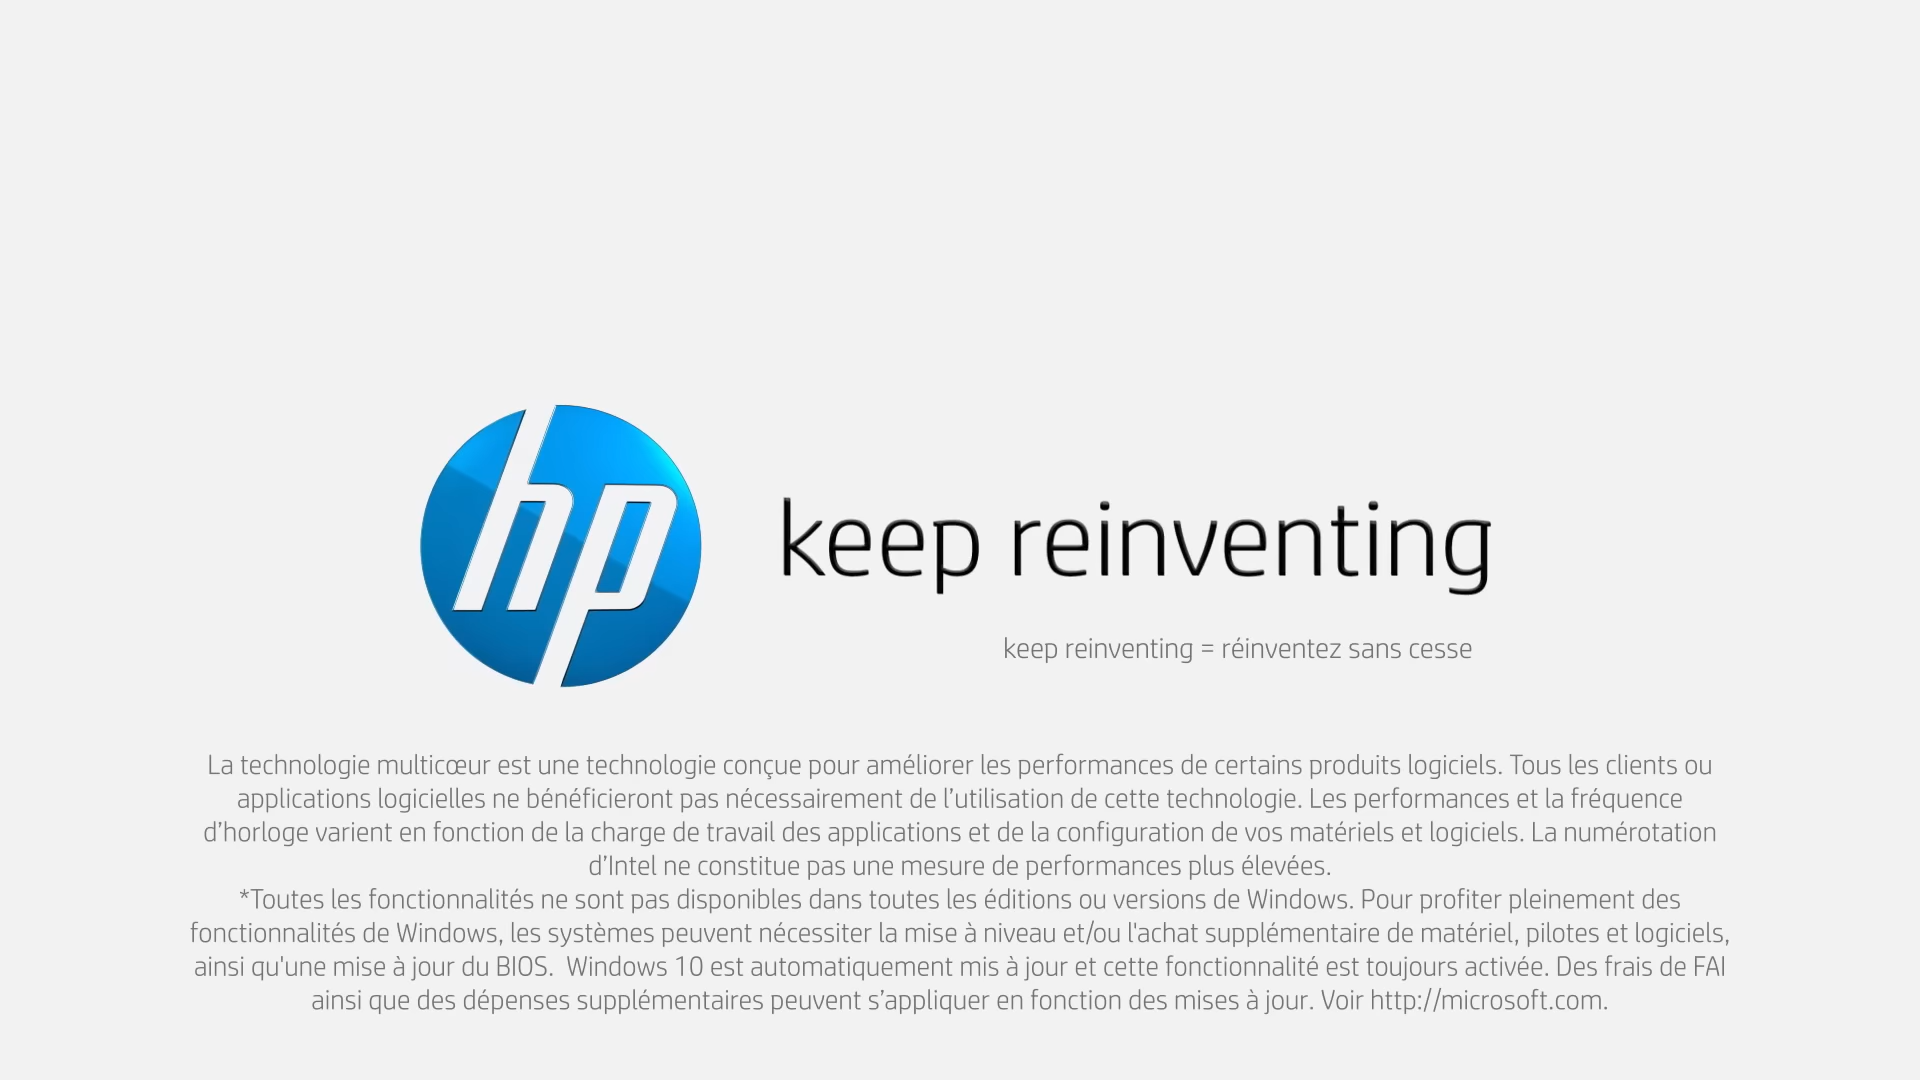 hp
keep reinventing
keep reinventing = réinventez sans cesse
La technologie multicœur est une technologie conçue pour améliorer les performances de certains produits logiciels. Tous les clients ou
applications logicielles ne bénéficieront pas nécessairement de l’utilisation de cette technologie. Les performances et la fréquence
d’horloge varient en fonction de la charge de travail des applications et de la configuration de vos matériels et logiciels. La numérotation
d’Intel ne constitue pas une mesure de performances plus élevées.
*Toutes les fonctionnalités ne sont pas disponibles dans toutes les éditions ou versions de Windows. Pour profiter pleinement des
fonctionnalités de Windows, les systèmes peuvent nécessiter la mise à niveau et/ou l'achat supplémentaire de matériel, pilotes et logiciels,
ainsi qu'une mise à jour du BIOS.  Windows 10 est automatiquement mis à jour et cette fonctionnalité est toujours activée. Des frais de FAI
ainsi que des dépenses supplémentaires peuvent s’appliquer en fonction des mises à jour. Voir http://microsoft.com.